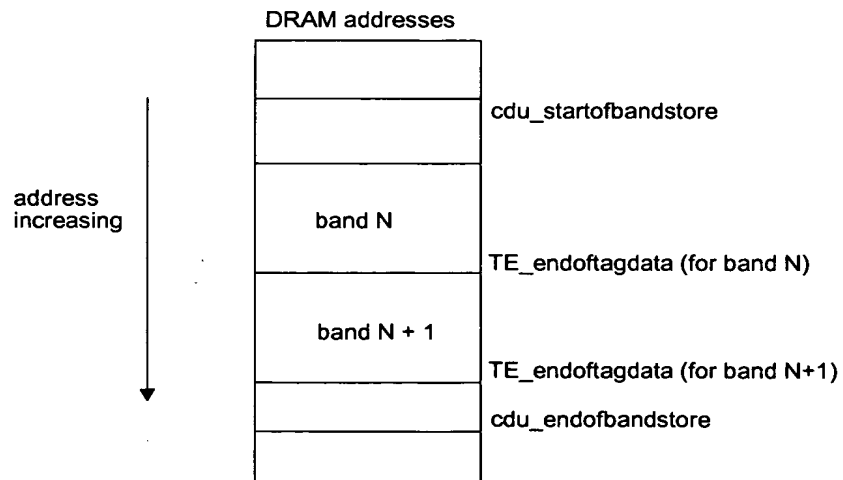 DRAM addresses
cdu_startofbandstore
address
increasing
band N
TE_endoftagdata (for band N)
band N + 1
TE_endoftagdata (for band N+1)
cdu_endofbandstore